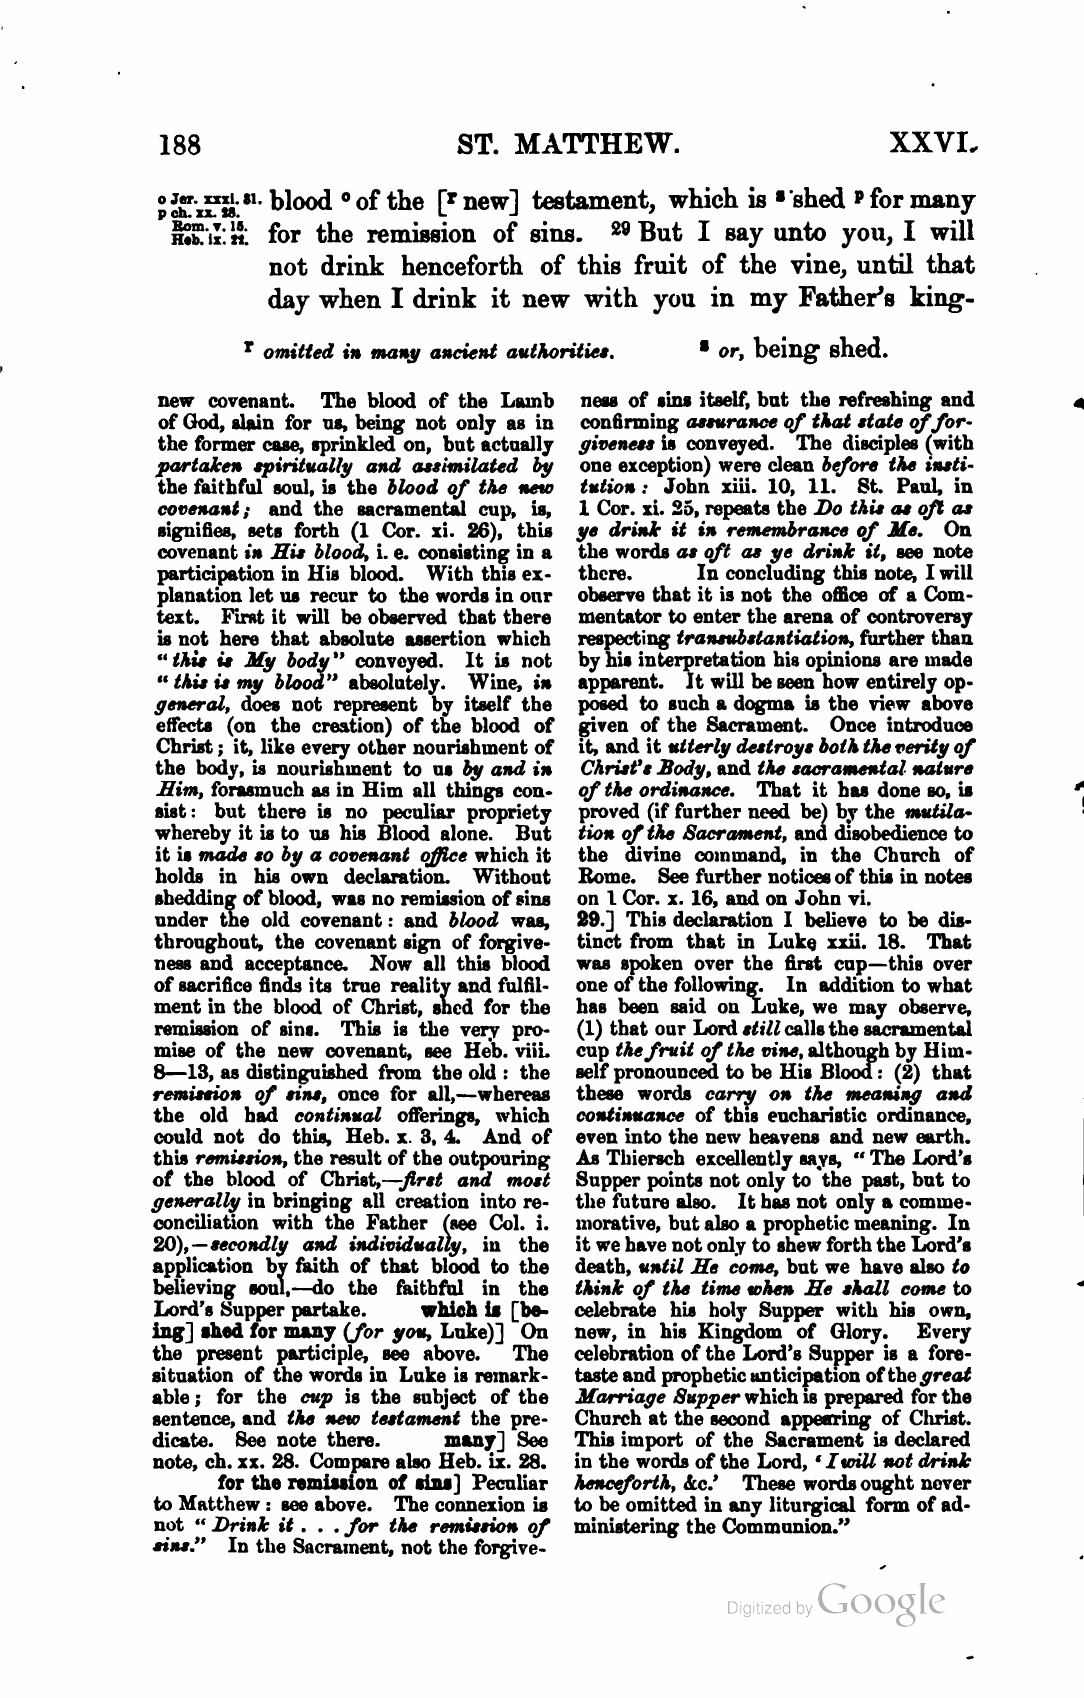 188 ST. MATTHEW. XXVI.
o Jer. xxxi. 31. blood ᵒ of the [ʳ new] testament, which is ˢ shed ᵖ for many
p ch. xx. 28.
Rom. v. 15. for the remission of sins. ²⁹ But I say unto you, I will
Heb. ix. 22.
not drink henceforth of this fruit of the vine, until that
day when I drink it new with you in my Father's king-
ʳ omitted in many ancient authorities. ˢ or, being shed.
new covenant. The blood of the Lamb
of God, slain for us, being not only as in
the former case, sprinkled on, but actually
partaken spiritually and assimilated by
the faithful soul, is the blood of the new
covenant; and the sacramental cup, is,
signifies, sets forth (1 Cor. xi. 26), this
covenant in His blood, i. e. consisting in a
participation in His blood. With this ex-
planation let us recur to the words in our
text. First it will be observed that there
is not here that absolute assertion which
“this is My body” conveyed. It is not
“this is my blood” absolutely. Wine, in
general, does not represent by itself the
effects (on the creation) of the blood of
Christ; it, like every other nourishment of
the body, is nourishment to us by and in
Him, forasmuch as in Him all things con-
sist: but there is no peculiar propriety
whereby it is to us his Blood alone. But
it is made so by a covenant office which it
holds in his own declaration. Without
shedding of blood, was no remission of sins
under the old covenant: and blood was,
throughout, the covenant sign of forgive-
ness and acceptance. Now all this blood
of sacrifice finds its true reality and fulfil-
ment in the blood of Christ, shed for the
remission of sins. This is the very pro-
mise of the new covenant, see Heb. viii.
8—13, as distinguished from the old: the
remission of sins, once for all,—whereas
the old had continual offerings, which
could not do this, Heb. x. 3, 4. And of
this remission, the result of the outpouring
of the blood of Christ,—first and most
generally in bringing all creation into re-
conciliation with the Father (see Col. i.
20),—secondly and individually, in the
application by faith of that blood to the
believing soul,—do the faithful in the
Lord's Supper partake. which is [be-
ing] shed for many (for you, Luke)] On
the present participle, see above. The
situation of the words in Luke is remark-
able; for the cup is the subject of the
sentence, and the new testament the pre-
dicate. See note there. many] See
note, ch. xx. 28. Compare also Heb. ix. 28.
for the remission of sins] Peculiar
to Matthew: see above. The connexion is
not “Drink it . . . for the remission of
sins.” In the Sacrament, not the forgive-
ness of sins itself, but the refreshing and
confirming assurance of that state of for-
giveness is conveyed. The disciples (with
one exception) were clean before the insti-
tution: John xiii. 10, 11. St. Paul, in
1 Cor. xi. 25, repeats the Do this as oft as
ye drink it in remembrance of Me. On
the words as oft as ye drink it, see note
there. In concluding this note, I will
observe that it is not the office of a Com-
mentator to enter the arena of controversy
respecting transubstantiation, further than
by his interpretation his opinions are made
apparent. It will be seen how entirely op-
posed to such a dogma is the view above
given of the Sacrament. Once introduce
it, and it utterly destroys both the verity of
Christ's Body, and the sacramental nature
of the ordinance. That it has done so, is
proved (if further need be) by the mutila-
tion of the Sacrament, and disobedience to
the divine command, in the Church of
Rome. See further notices of this in notes
on 1 Cor. x. 16, and on John vi.
29.] This declaration I believe to be dis-
tinct from that in Luke xxii. 18. That
was spoken over the first cup—this over
one of the following. In addition to what
has been said on Luke, we may observe,
(1) that our Lord still calls the sacramental
cup the fruit of the vine, although by Him-
self pronounced to be His Blood: (2) that
these words carry on the meaning and
continuance of this eucharistic ordinance,
even into the new heavens and new earth.
As Thiersch excellently says, “The Lord's
Supper points not only to the past, but to
the future also. It has not only a comme-
morative, but also a prophetic meaning. In
it we have not only to shew forth the Lord's
death, until He come, but we have also to
think of the time when He shall come to
celebrate his holy Supper with his own,
new, in his Kingdom of Glory. Every
celebration of the Lord's Supper is a fore-
taste and prophetic anticipation of the great
Marriage Supper which is prepared for the
Church at the second appearing of Christ.
This import of the Sacrament is declared
in the words of the Lord, ‘I will not drink
henceforth, &c.’ These words ought never
to be omitted in any liturgical form of ad-
ministering the Communion.”
Digitized by Google